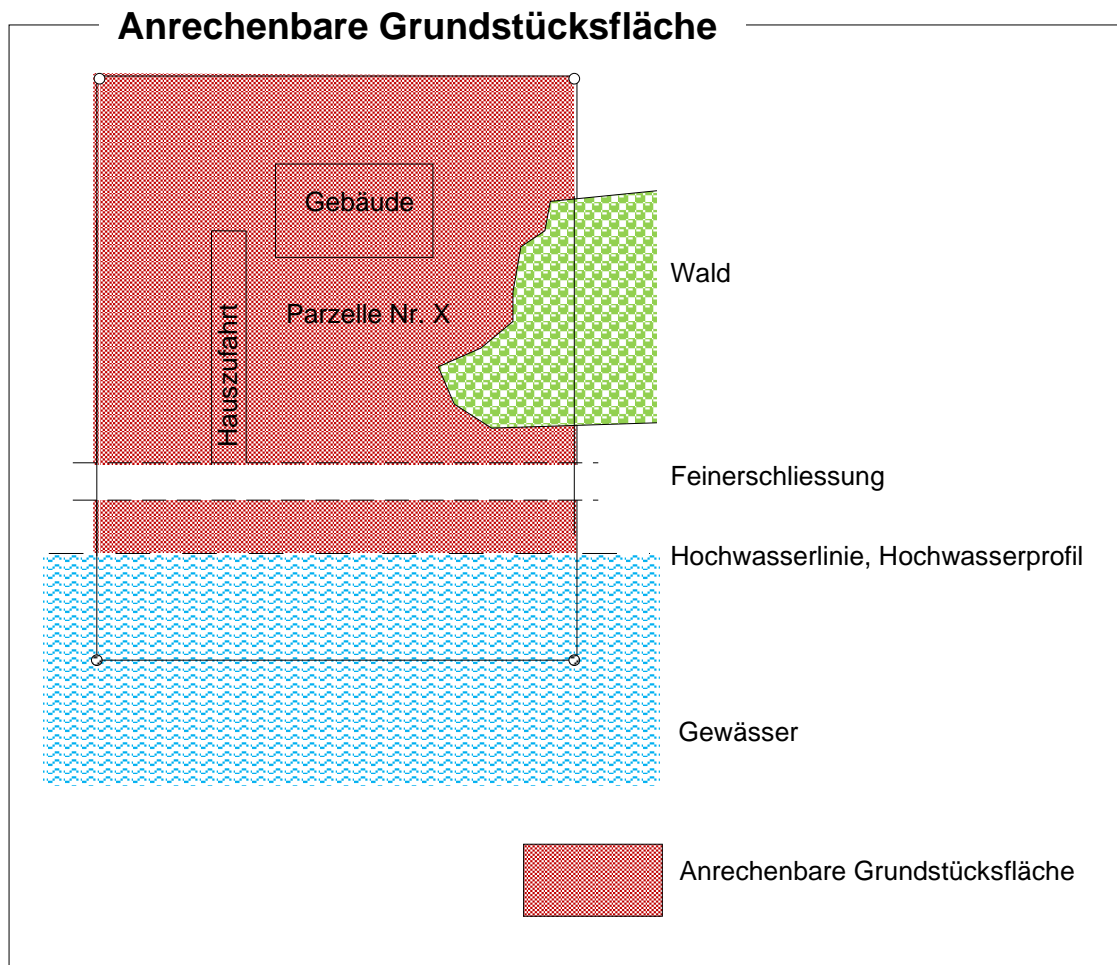 Anrechenbare Grundstücksfläche
Gebäude
Wald
Parzelle Nr. X
Hauszufahrt
Feinerschliessung
Hochwasserlinie, Hochwasserprofil
Gewässer
Anrechenbare Grundstücksfläche